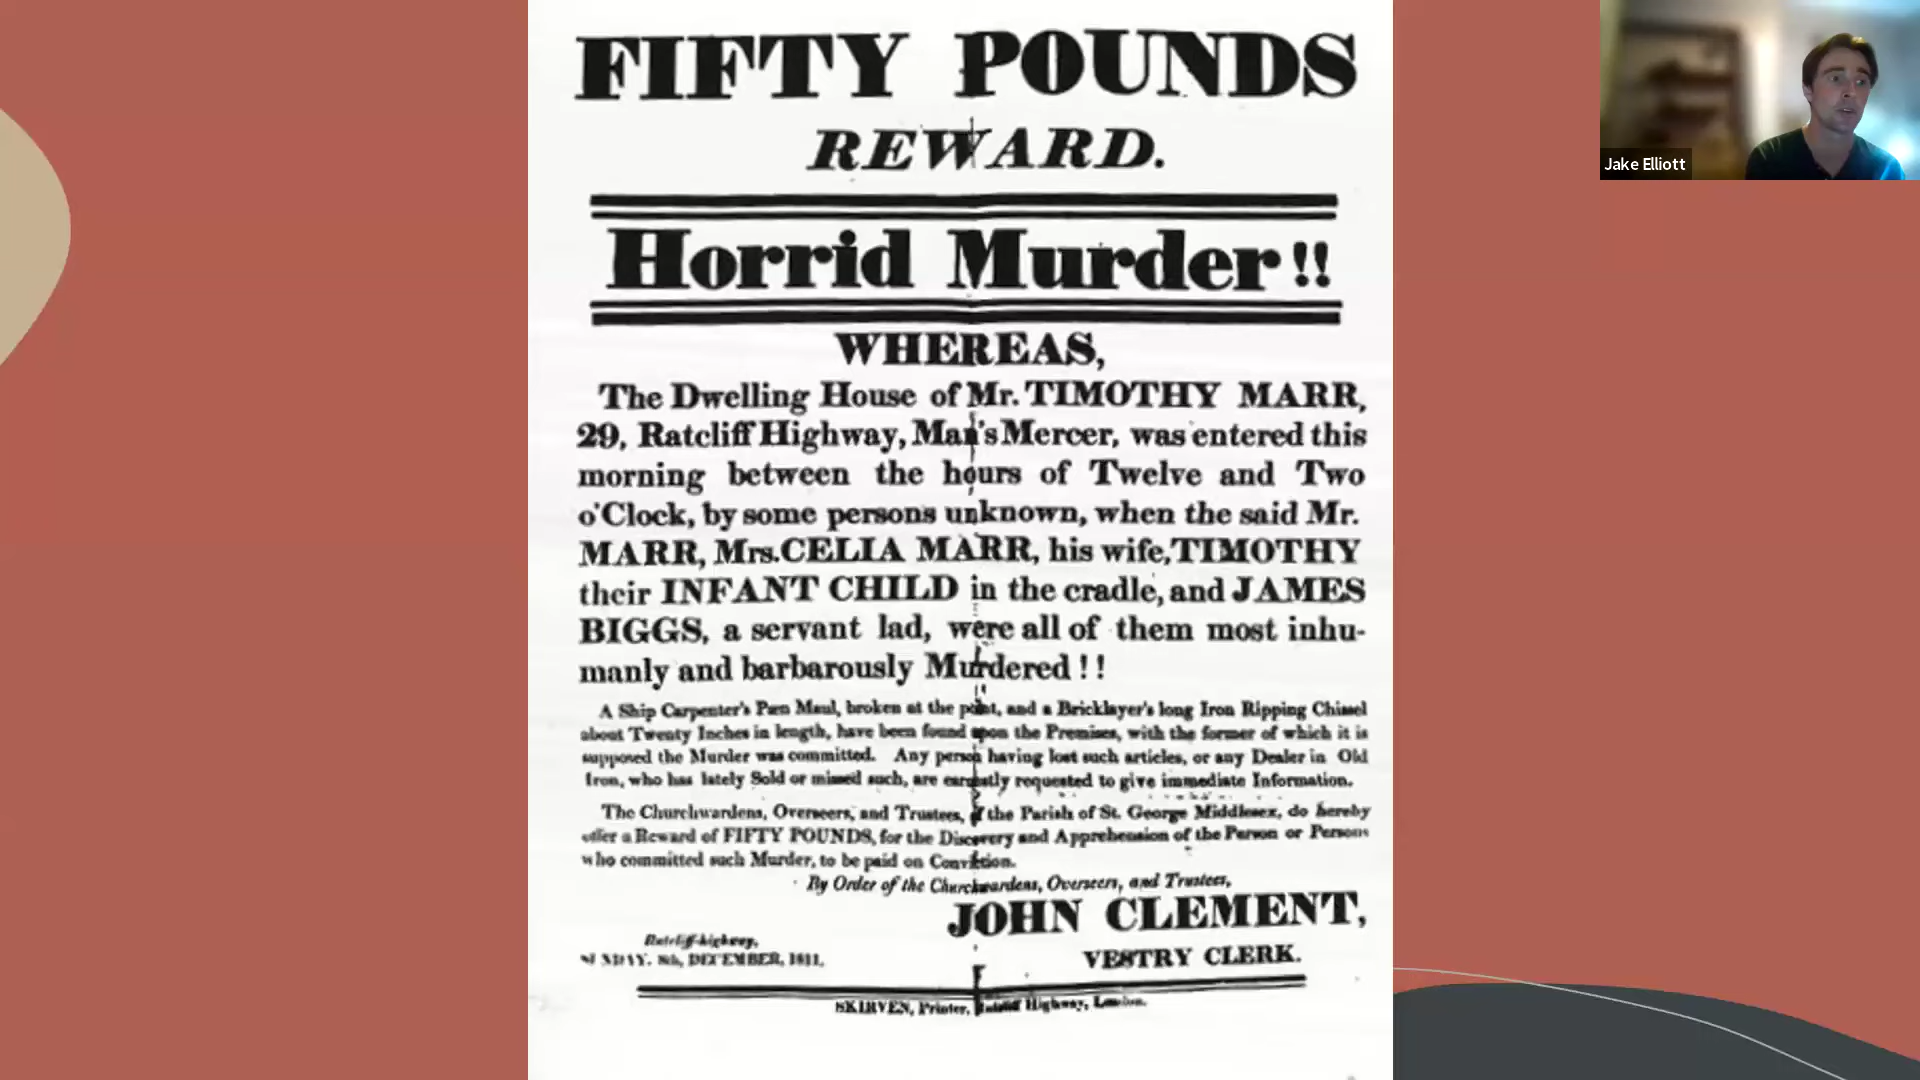 FIFTY POUNDS
REWARD.
Horrid Murder!!
WHEREAS,
The Dwelling House of Mr. TIMOTHY MARR,
29, Ratcliff Highway, Man's Mercer, was entered this
morning between the hours of Twelve and Two
o'Clock, by some persons unknown, when the said Mr.
MARR, Mrs. CELIA MARR, his wife, TIMOTHY
their INFANT CHILD in the cradle, and JAMES
BIGGS, a servant lad, were all of them most inhu-
manly and barbarously Murdered!!
A Ship Carpenter's Pæn Maul, broken at the point, and a Bricklayer's long Iron Ripping Chissel
about Twenty Inches in length, have been found upon the Premises, with the former of which it is
supposed the Murder was committed. Any person having lost such articles, or any Dealer in Old
Iron, who has lately Sold or missed such, are earnestly requested to give immediate Information.
The Churchwardens, Overseers, and Trustees, of the Parish of St. George Middlesex, do hereby
offer a Reward of FIFTY POUNDS, for the Discovery and Apprehension of the Person or Persons
who committed such Murder, to be paid on Conviction.
By Order of the Churchwardens, Overseers, and Trustees,
JOHN CLEMENT,
VESTRY CLERK.
Ratcliff-highway,
SUNDAY, 8th, DECEMBER, 1811.
SKIRVEN, Printer, Ratcliff Highway, London.
Jake Elliott